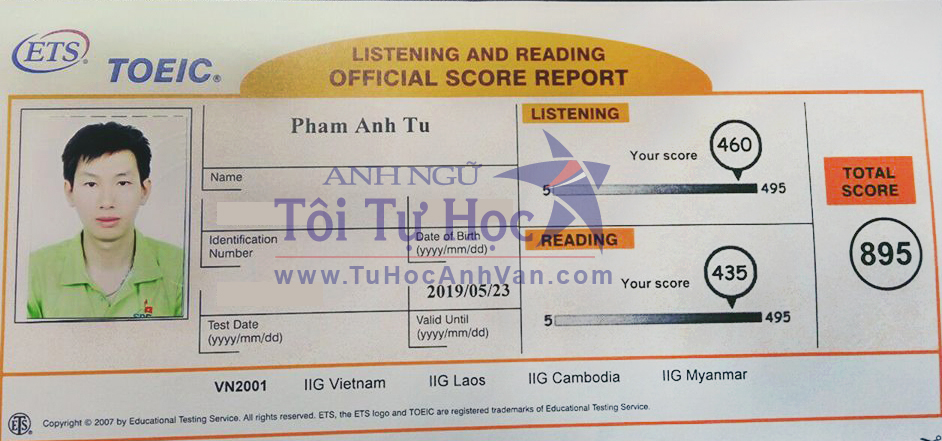 ETS®
TOEIC®
LISTENING AND READING
OFFICIAL SCORE REPORT
Pham Anh Tu
Name
Identification
Number
Date of Birth
(yyyy/mm/dd)
2019/05/23
Test Date
(yyyy/mm/dd)
Valid Until
(yyyy/mm/dd)
LISTENING
Your score
460
5 495
READING
Your score
435
5 495
TOTAL
SCORE
895
ANH NGỮ
Tôi Tự Học
www.TuHocAnhVan.com
VN2001 IIG Vietnam IIG Laos IIG Cambodia IIG Myanmar
ETS Copyright © 2007 by Educational Testing Service. All rights reserved. ETS, the ETS logo and TOEIC are registered trademarks of Educational Testing Service.